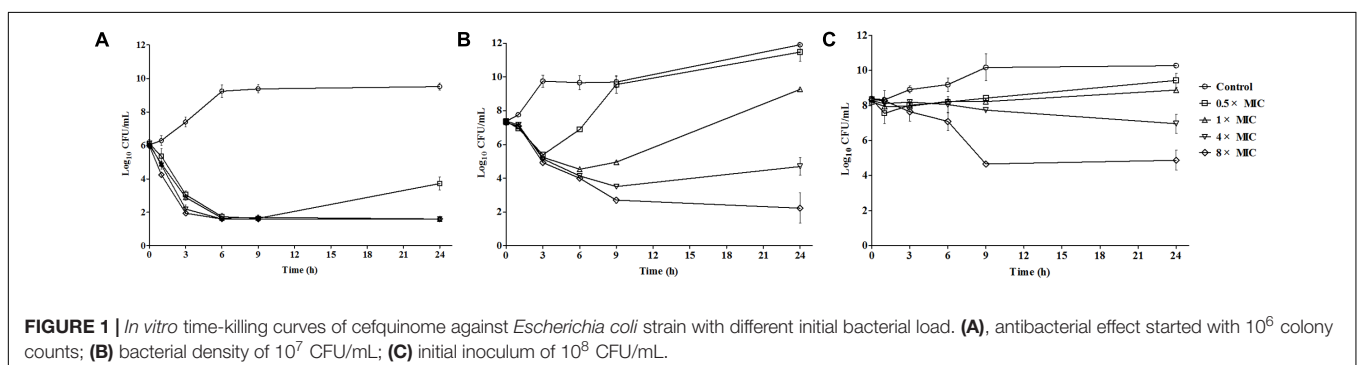 A
B
C
12
10
8
6
4
2
0
Log10 CFU/mL
0 3 6 9 12 15 18 21 24
Time (h)
12
10
8
6
4
2
0
Log10 CFU/mL
0 3 6 9 12 15 18 21 24
Time (h)
12
10
8
6
4
2
0
Log10 CFU/mL
0 3 6 9 12 15 18 21 24
Time (h)
Control
0.5× MIC
1× MIC
4× MIC
8× MIC
FIGURE 1 | In vitro time-killing curves of cefquinome against Escherichia coli strain with different initial bacterial load. (A), antibacterial effect started with 10⁶ colony
counts; (B) bacterial density of 10⁷ CFU/mL; (C) initial inoculum of 10⁸ CFU/mL.